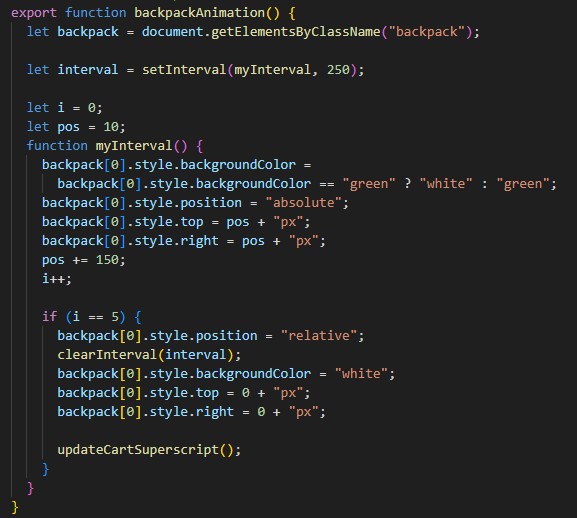 export function backpackAnimation() {
let backpack = document.getElementsByClassName("backpack");
let interval = setInterval(myInterval, 250);
let i = 0;
let pos = 10;
function myInterval() {
backpack[0].style.backgroundColor =
backpack[0].style.backgroundColor == "green" ? "white" : "green";
backpack[0].style.position = "absolute";
backpack[0].style.top = pos + "px";
backpack[0].style.right = pos + "px";
pos += 150;
i++;
if (i == 5) {
backpack[0].style.position = "relative";
clearInterval(interval);
backpack[0].style.backgroundColor = "white";
backpack[0].style.top = 0 + "px";
backpack[0].style.right = 0 + "px";
updateCartSuperscript();
}
}
}